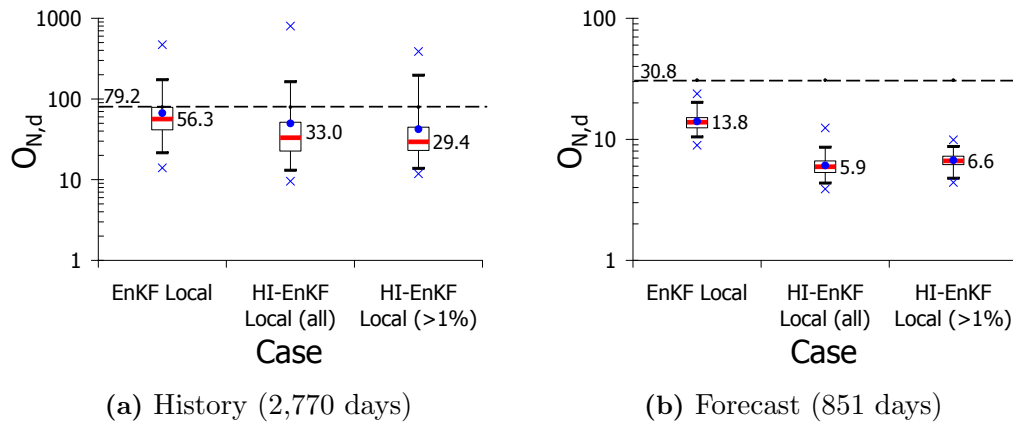 1000
100
10
1
O_N,d
79.2
56.3
33.0
29.4
EnKF Local
HI-EnKF
Local (all)
HI-EnKF
Local (>1%)
Case
(a) History (2,770 days)
100
10
1
O_N,d
30.8
13.8
5.9
6.6
EnKF Local
HI-EnKF
Local (all)
HI-EnKF
Local (>1%)
Case
(b) Forecast (851 days)